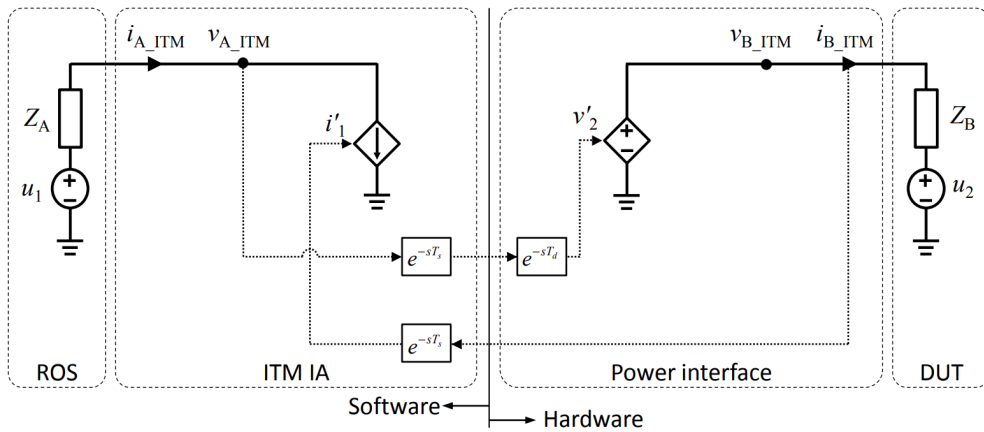 i_A_ITM v_A_ITM v_B_ITM i_B_ITM
Z_A i'_1 v'_2 Z_B
+ − + − + −
u_1 u_2
e^{-sT_s} e^{-sT_d}
e^{-sT_s}
ROS ITM IA Power interface DUT
Software Hardware